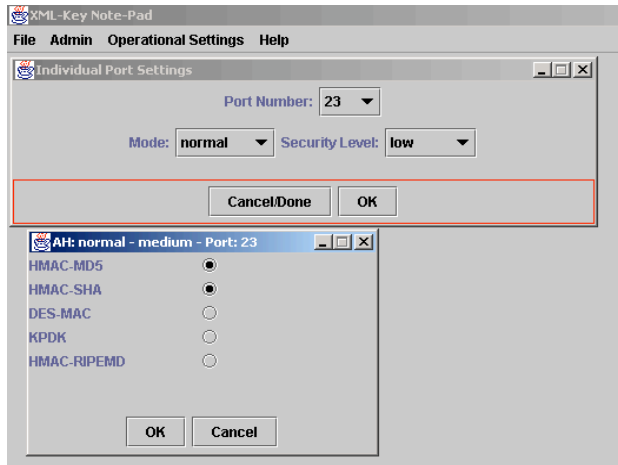 XML-Key Note-Pad
File Admin Operational Settings Help
Individual Port Settings
Port Number: 23
Mode: normal Security Level: low
Cancel/Done OK
AH: normal - medium - Port: 23
HMAC-MD5
HMAC-SHA
DES-MAC
KPDK
HMAC-RIPEMD
OK Cancel